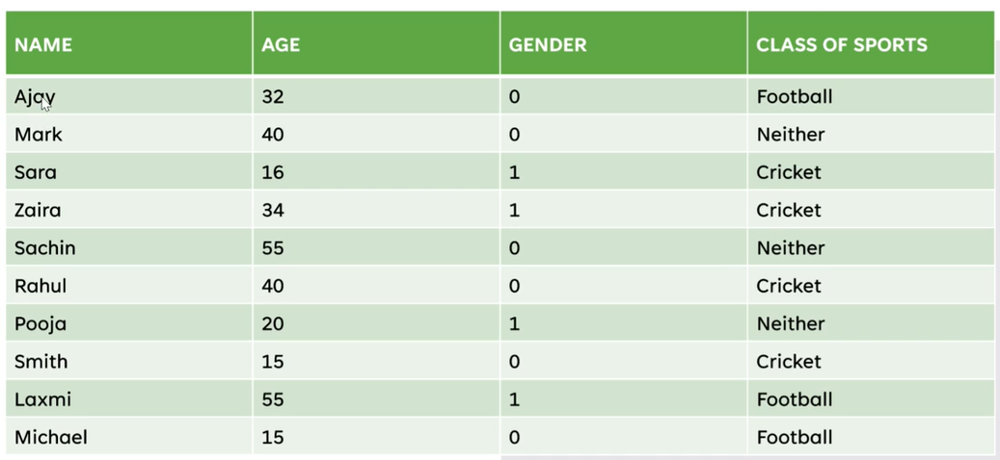 NAME AGE GENDER CLASS OF SPORTS
Ajay 32 0 Football
Mark 40 0 Neither
Sara 16 1 Cricket
Zaira 34 1 Cricket
Sachin 55 0 Neither
Rahul 40 0 Cricket
Pooja 20 1 Neither
Smith 15 0 Cricket
Laxmi 55 1 Football
Michael 15 0 Football